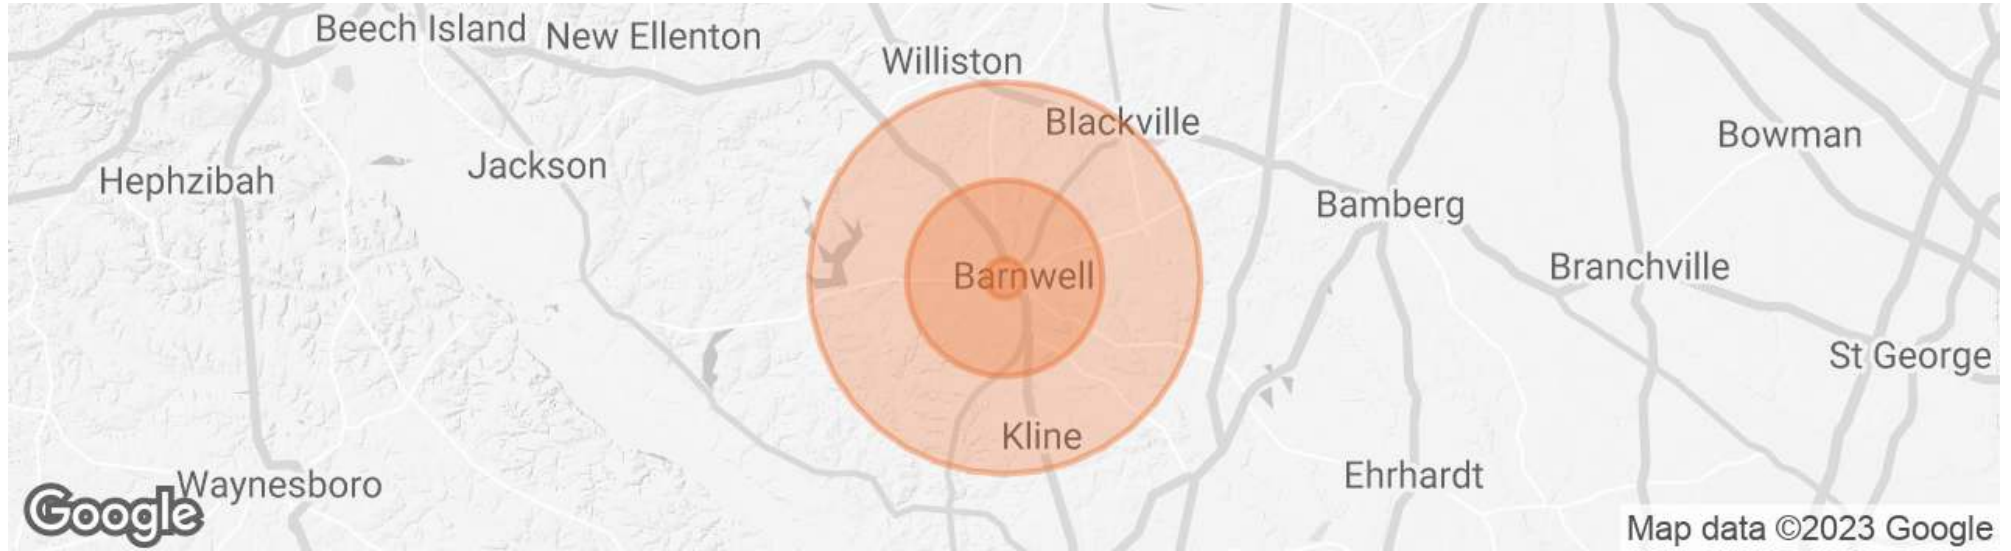 Beech Island
New Ellenton
Williston
Blackville
Bowman
Jackson
Hephzibah
Bamberg
Branchville
Barnwell
St George
Kline
Ehrhardt
Waynesboro
Google
Map data ©2023 Google